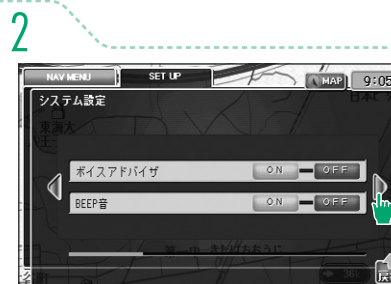 2
NAV MENU SET UP MAP 9:05
システム設定
ボイスアドバイザ ON OFF
BEEP音 ON OFF
戻